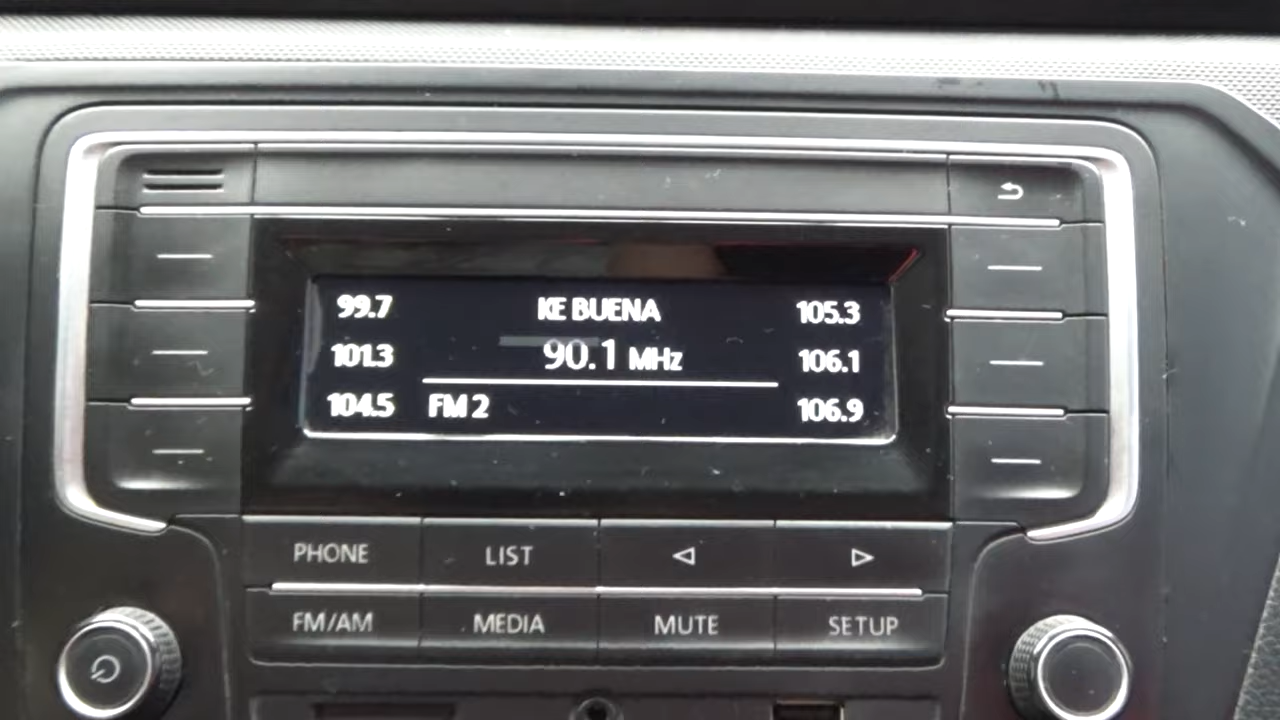 99.7 KE BUENA 105.3
101.3 90.1 MHz 106.1
104.5 FM 2 106.9
PHONE LIST
FM/AM MEDIA MUTE SETUP